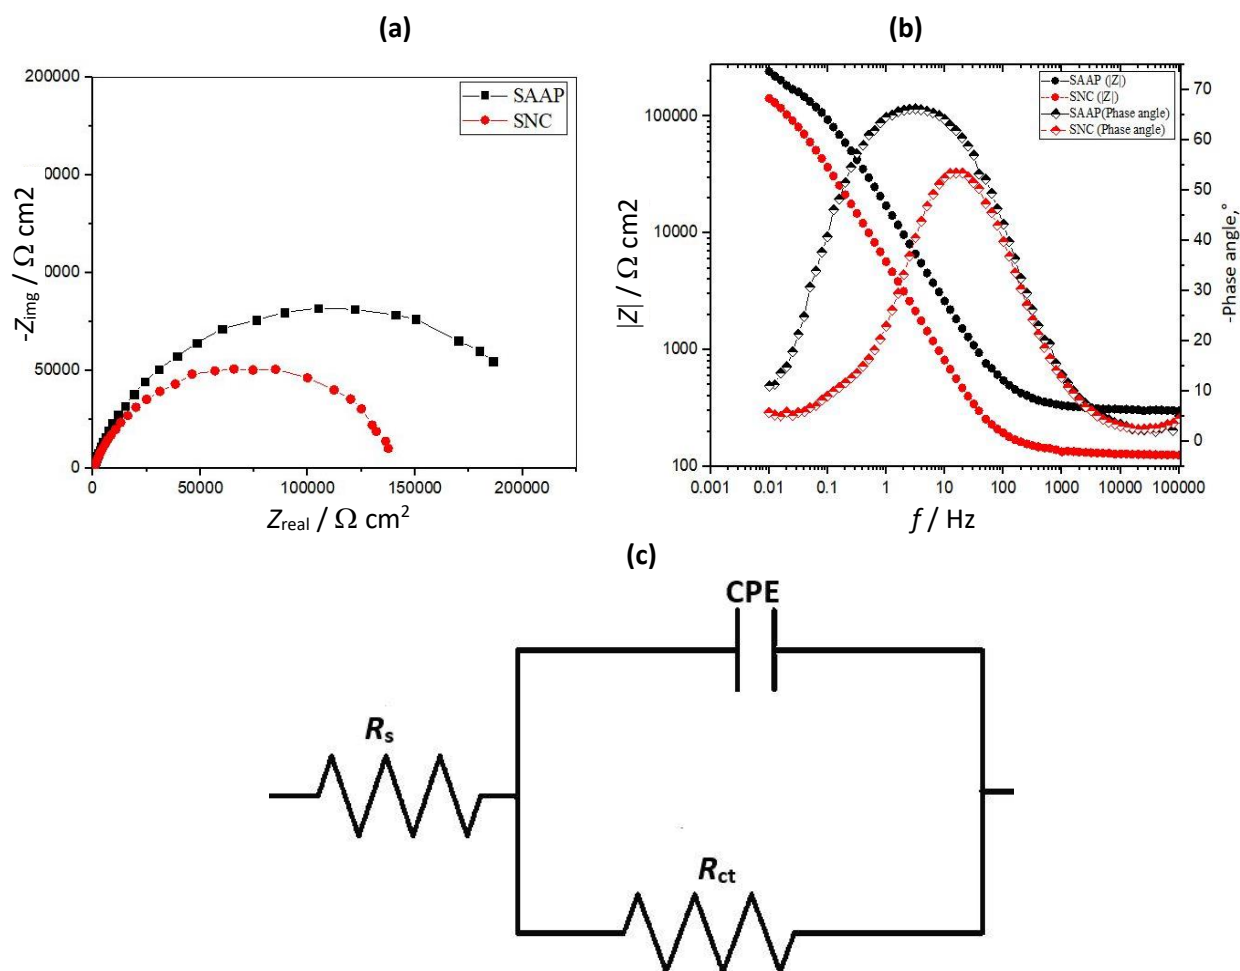 (a)
200000
0000
0000
50000
0
-Zimg / Ω cm2
SAAP
SNC
0 50000 100000 150000 200000
Zreal / Ω cm²
(b)
100000
10000
1000
100
|Z| / Ω cm2
SAAP (|Z|)
SNC (|Z|)
SAAP(Phase angle)
SNC (Phase angle)
70
60
50
40
30
20
10
0
-Phase angle,°
0.001 0.01 0.1 1 10 100 1000 10000 100000
f / Hz
(c)
CPE
Rs
Rct